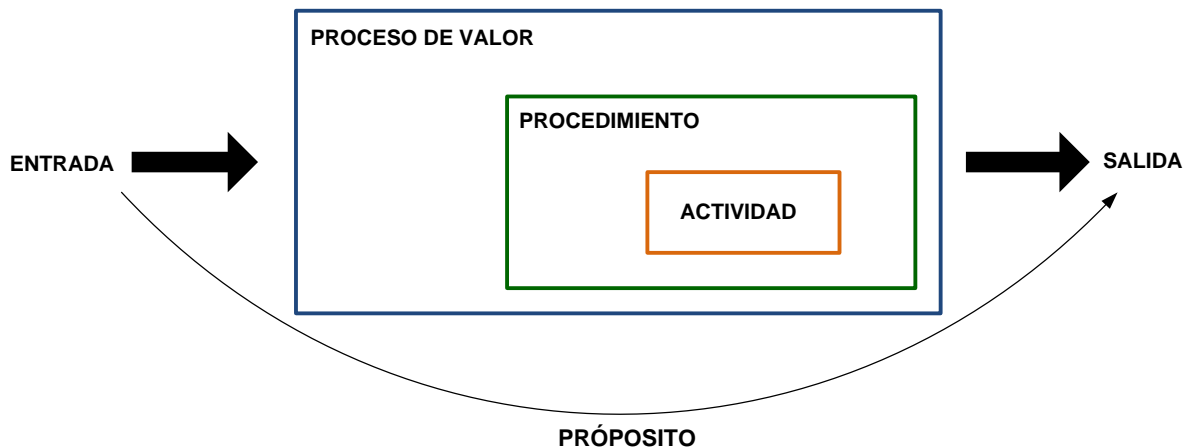 PROCESO DE VALOR
PROCEDIMIENTO
ENTRADA
SALIDA
ACTIVIDAD
PRÓPOSITO